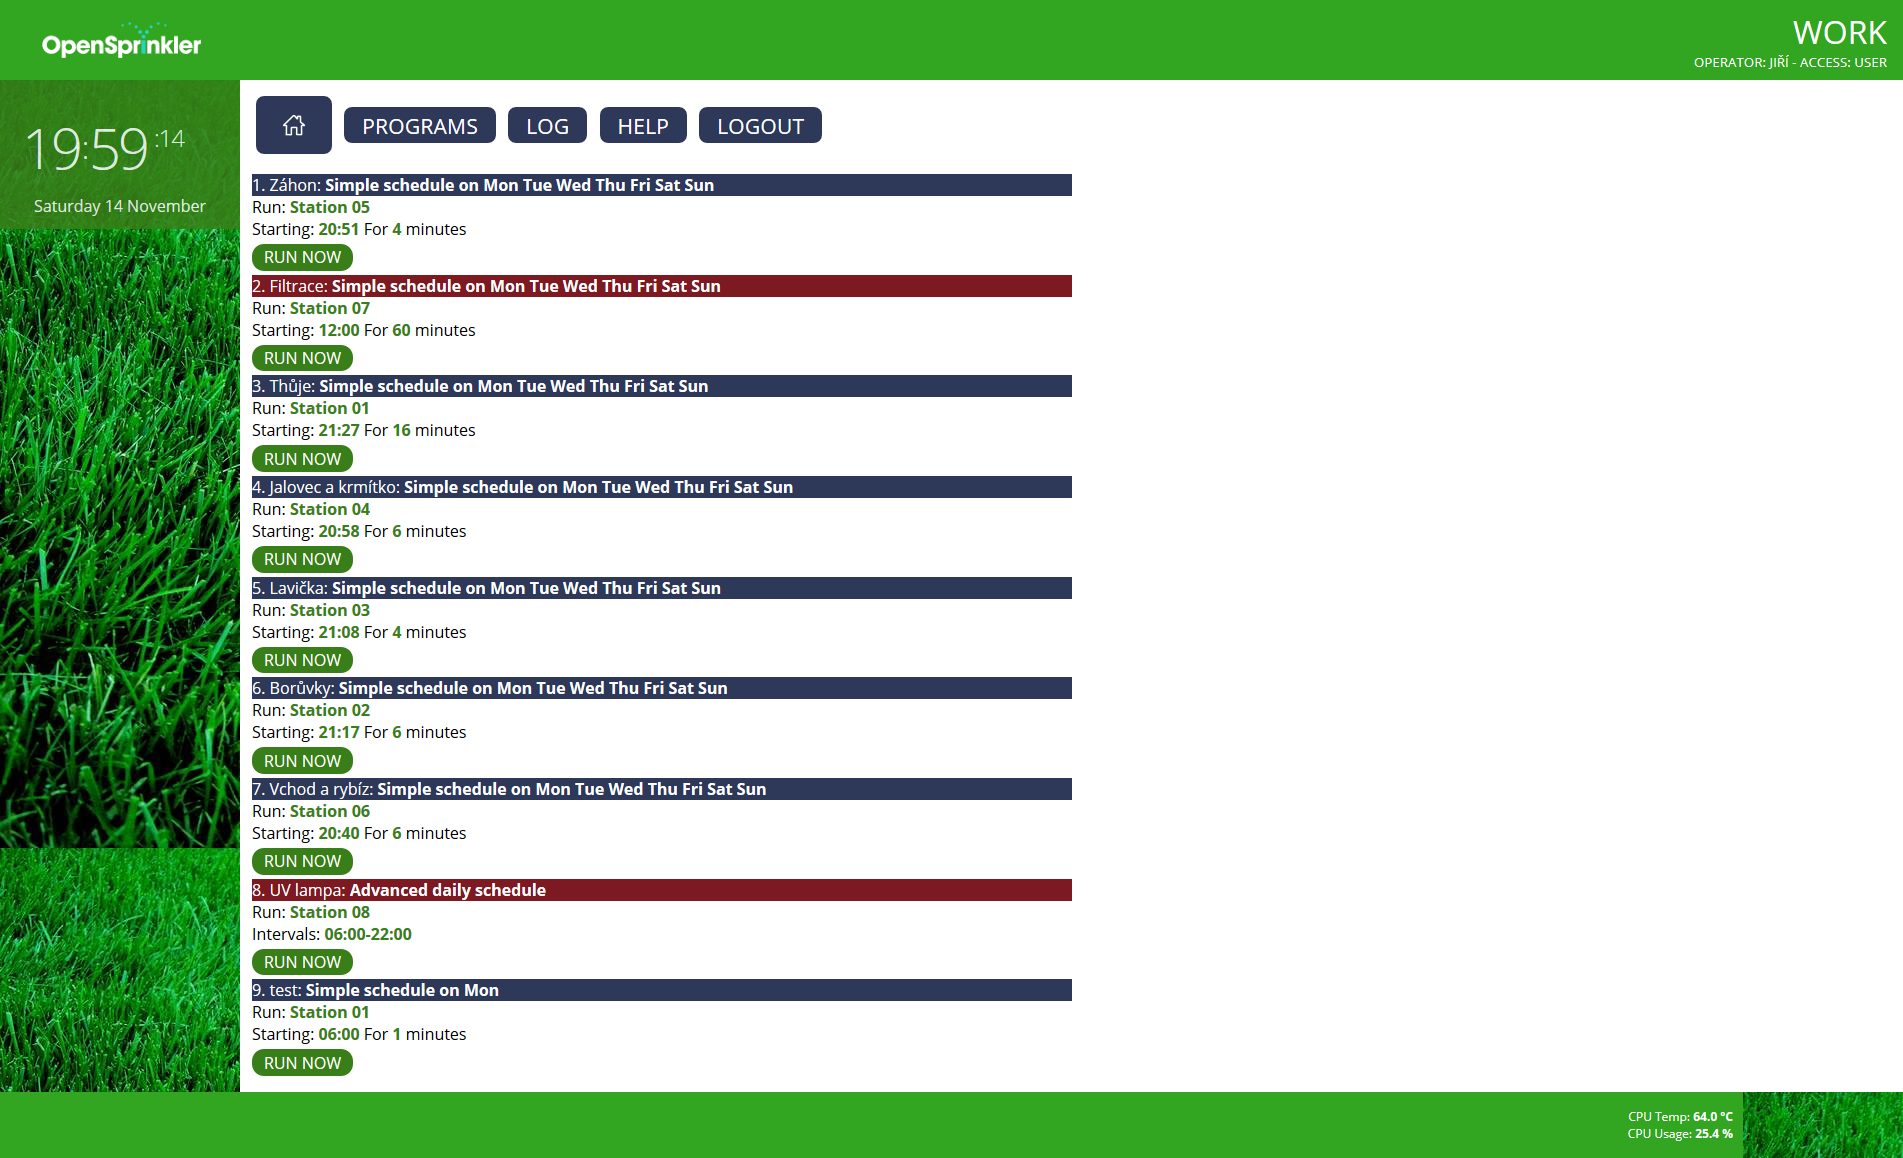 OpenSprinkler
WORK
OPERATOR: JIŘÍ - ACCESS: USER
19:59:14
Saturday 14 November
PROGRAMS LOG HELP LOGOUT
1. Záhon: Simple schedule on Mon Tue Wed Thu Fri Sat Sun
Run: Station 05
Starting: 20:51 For 4 minutes
RUN NOW
2. Filtrace: Simple schedule on Mon Tue Wed Thu Fri Sat Sun
Run: Station 07
Starting: 12:00 For 60 minutes
RUN NOW
3. Thůje: Simple schedule on Mon Tue Wed Thu Fri Sat Sun
Run: Station 01
Starting: 21:27 For 16 minutes
RUN NOW
4. Jalovec a krmítko: Simple schedule on Mon Tue Wed Thu Fri Sat Sun
Run: Station 04
Starting: 20:58 For 6 minutes
RUN NOW
5. Lavička: Simple schedule on Mon Tue Wed Thu Fri Sat Sun
Run: Station 03
Starting: 21:08 For 4 minutes
RUN NOW
6. Borůvky: Simple schedule on Mon Tue Wed Thu Fri Sat Sun
Run: Station 02
Starting: 21:17 For 6 minutes
RUN NOW
7. Vchod a rybíz: Simple schedule on Mon Tue Wed Thu Fri Sat Sun
Run: Station 06
Starting: 20:40 For 6 minutes
RUN NOW
8. UV lampa: Advanced daily schedule
Run: Station 08
Intervals: 06:00-22:00
RUN NOW
9. test: Simple schedule on Mon
Run: Station 01
Starting: 06:00 For 1 minutes
RUN NOW
CPU Temp: 64.0 °C
CPU Usage: 25.4 %